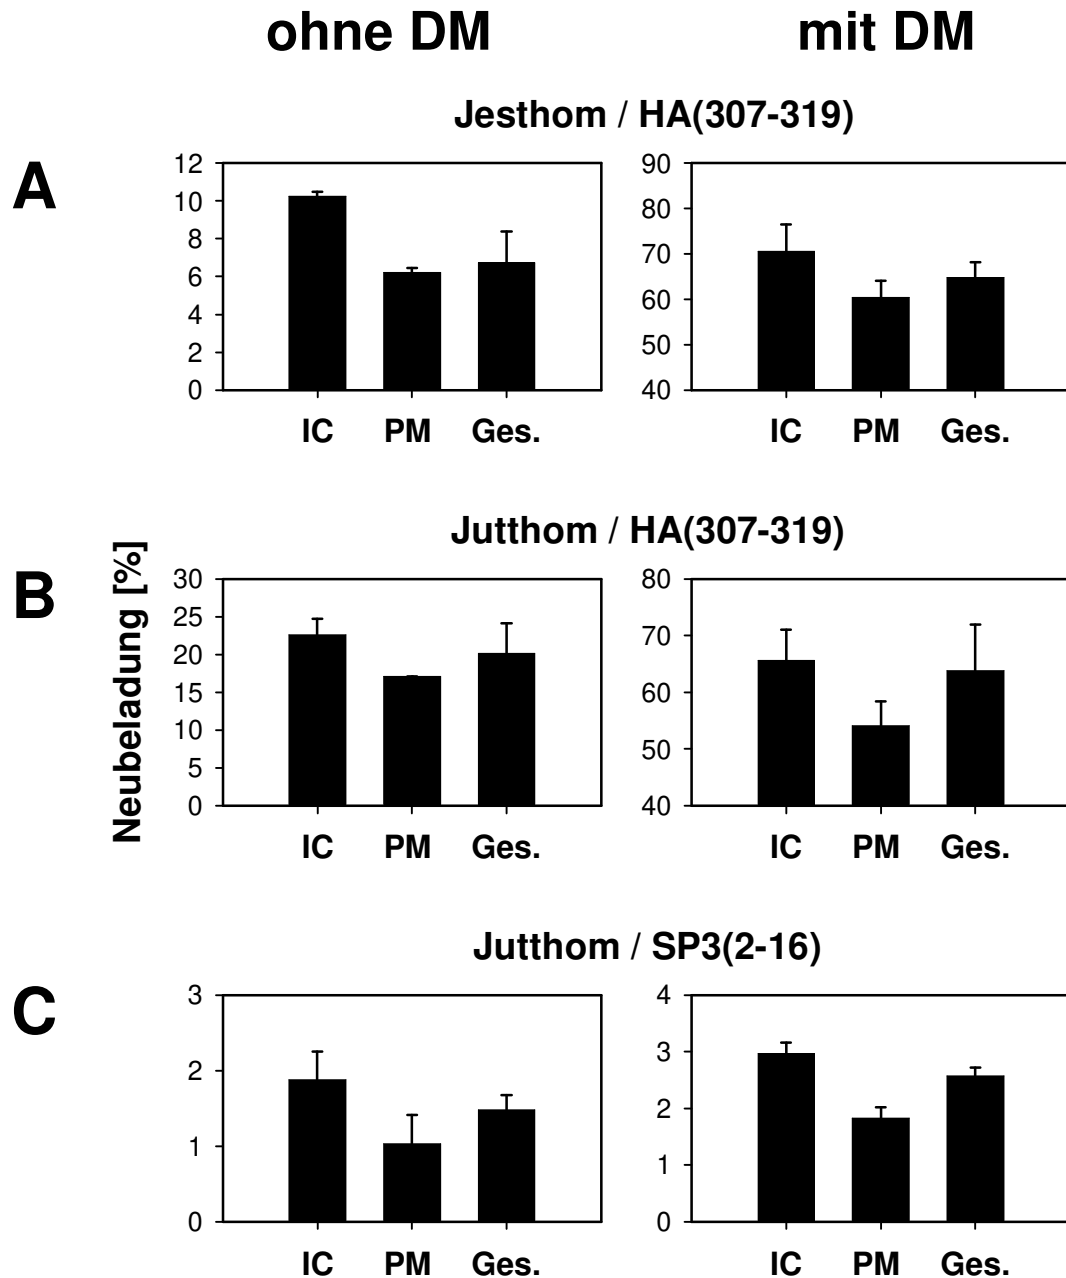 ohne DM mit DM
Jesthom / HA(307-319)
A
12 90
10 80
8 70
6 60
4 50
2 40
0
IC PM Ges. IC PM Ges.
Jutthom / HA(307-319)
B
Neubeladung [%]
30 80
25 70
20 60
15 50
10 40
5
0
IC PM Ges. IC PM Ges.
Jutthom / SP3(2-16)
C
3 4
2 3
1 2
0 1
0
IC PM Ges. IC PM Ges.